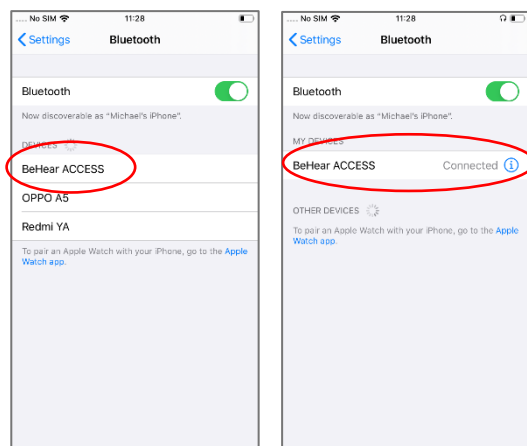 .... No SIM 11:28
Settings Bluetooth
Bluetooth
Now discoverable as "Michael's iPhone".
DEVICES
BeHear ACCESS
OPPO A5
Redmi YA
To pair an Apple Watch with your iPhone, go to the Apple
Watch app.
.... No SIM 11:28
Settings Bluetooth
Bluetooth
Now discoverable as "Michael's iPhone".
MY DEVICES
BeHear ACCESS Connected
OTHER DEVICES
To pair an Apple Watch with your iPhone, go to the Apple
Watch app.